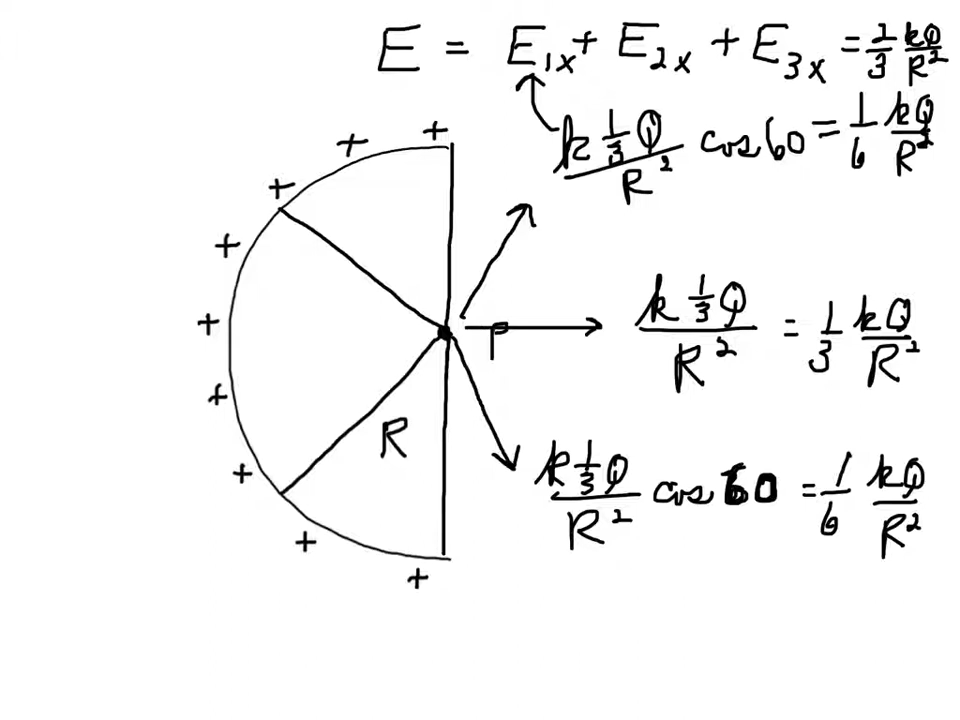 E = E₁ₓ + E₂ₓ + E₃ₓ = 2/3 kQ/R²
k 1/3 Q / R² cos 60 = 1/6 kQ/R²
+ + +
+
+
+
+
+
+
P
k 1/3 Q / R² = 1/3 kQ/R²
R
k 1/3 Q / R² cos 60 = 1/6 kQ/R²